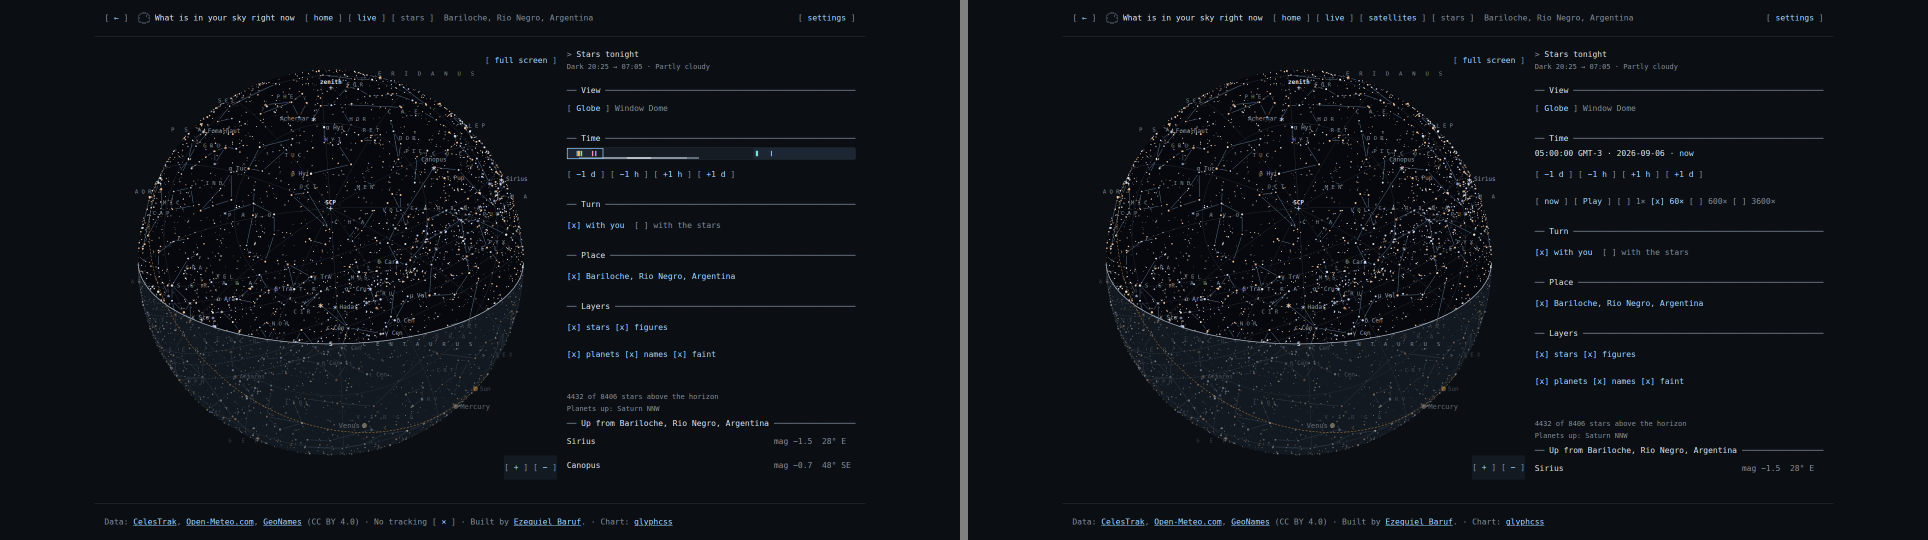 [ ← ] What is in your sky right now [ home ] [ live ] [ stars ] Bariloche, Rio Negro, Argentina [ settings ]
[ full screen ]
E R I D A N U S
zenith
Achernar
α Hyi
Fomalhaut
Canopus
β Hyi
Sirius
SCP
P A V O
Hadar
C E N T A U R U S
Sun
Mercury
Venus
[ + ] [ − ]
> Stars tonight
Dark 20:25 → 07:05 · Partly cloudy
View
[ Globe ] Window Dome
Time
[ −1 d ] [ −1 h ] [ +1 h ] [ +1 d ]
Turn
[x] with you [ ] with the stars
Place
[x] Bariloche, Rio Negro, Argentina
Layers
[x] stars [x] figures
[x] planets [x] names [x] faint
4432 of 8406 stars above the horizon
Planets up: Saturn NNW
Up from Bariloche, Rio Negro, Argentina
Sirius mag −1.5 28° E
Canopus mag −0.7 48° SE
Data: CelesTrak, Open-Meteo.com, GeoNames (CC BY 4.0) · No tracking [ × ] · Built by Ezequiel Baruf. · Chart: glyphcss
[ ← ] What is in your sky right now [ home ] [ live ] [ satellites ] [ stars ] Bariloche, Rio Negro, Argentina [ settings ]
[ full screen ]
E R I D A N U S
zenith
Achernar
α Hyi
Fomalhaut
Canopus
β Hyi
Sirius
SCP
P A V O
Hadar
C E N T A U R U S
Sun
Mercury
Venus
[ + ] [ − ]
> Stars tonight
Dark 20:25 → 07:05 · Partly cloudy
View
[ Globe ] Window Dome
Time
05:00:00 GMT-3 · 2026-09-06 · now
[ −1 d ] [ −1 h ] [ +1 h ] [ +1 d ]
[ now ] [ Play ] [ ] 1× [x] 60× [ ] 600× [ ] 3600×
Turn
[x] with you [ ] with the stars
Place
[x] Bariloche, Rio Negro, Argentina
Layers
[x] stars [x] figures
[x] planets [x] names [x] faint
4432 of 8406 stars above the horizon
Planets up: Saturn NNW
Up from Bariloche, Rio Negro, Argentina
Sirius mag −1.5 28° E
Data: CelesTrak, Open-Meteo.com, GeoNames (CC BY 4.0) · Built by Ezequiel Baruf. · Chart: glyphcss